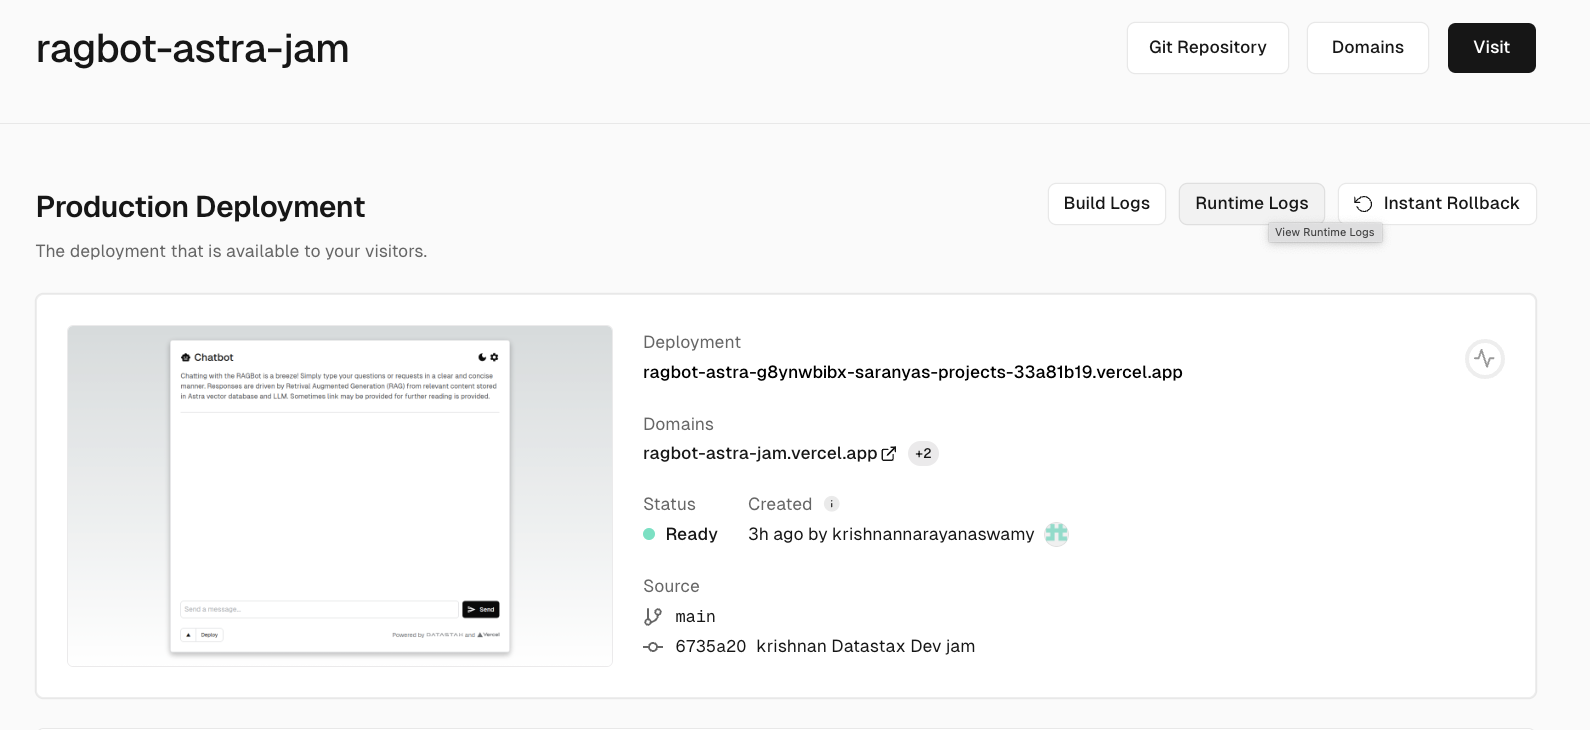 ragbot-astra-jam
Git Repository
Domains
Visit
Production Deployment
Build Logs
Runtime Logs
Instant Rollback
View Runtime Logs
The deployment that is available to your visitors.
Chatbot
Chatting with the RAGBot is a breeze! Simply type your questions or requests in a clear and concise
manner. Responses are driven by Retrival Augmented Generation (RAG) from relevant content stored
in Astra vector database and LLM. Sometimes link may be provided for further reading is provided.
Send a message...
Send
Deploy
Powered by DATASTAX and Vercel
Deployment
ragbot-astra-g8ynwbibx-saranyas-projects-33a81b19.vercel.app
Domains
ragbot-astra-jam.vercel.app +2
Status
Created
Ready
3h ago by krishnannarayanaswamy
Source
main
6735a20 krishnan Datastax Dev jam